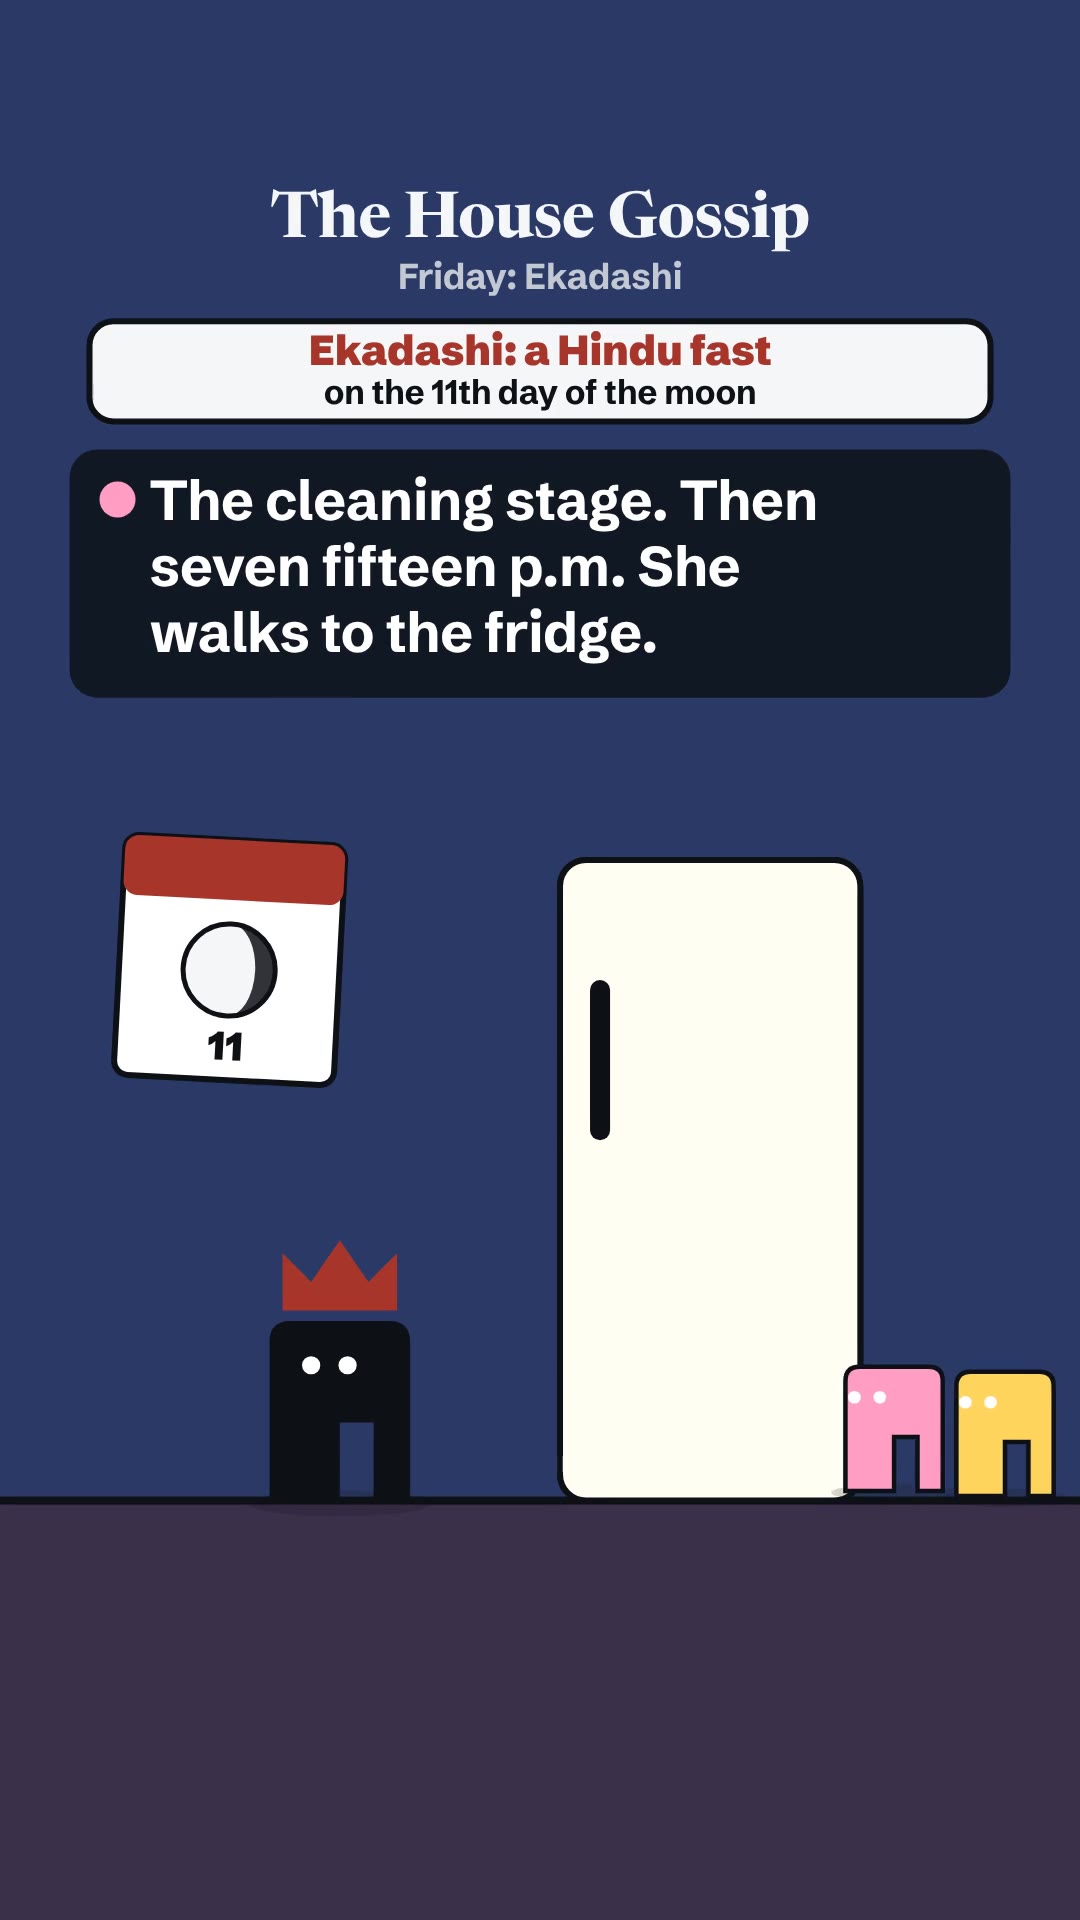 The House Gossip
Friday: Ekadashi
Ekadashi: a Hindu fast
on the 11th day of the moon
The cleaning stage. Then
seven fifteen p.m. She
walks to the fridge.
11